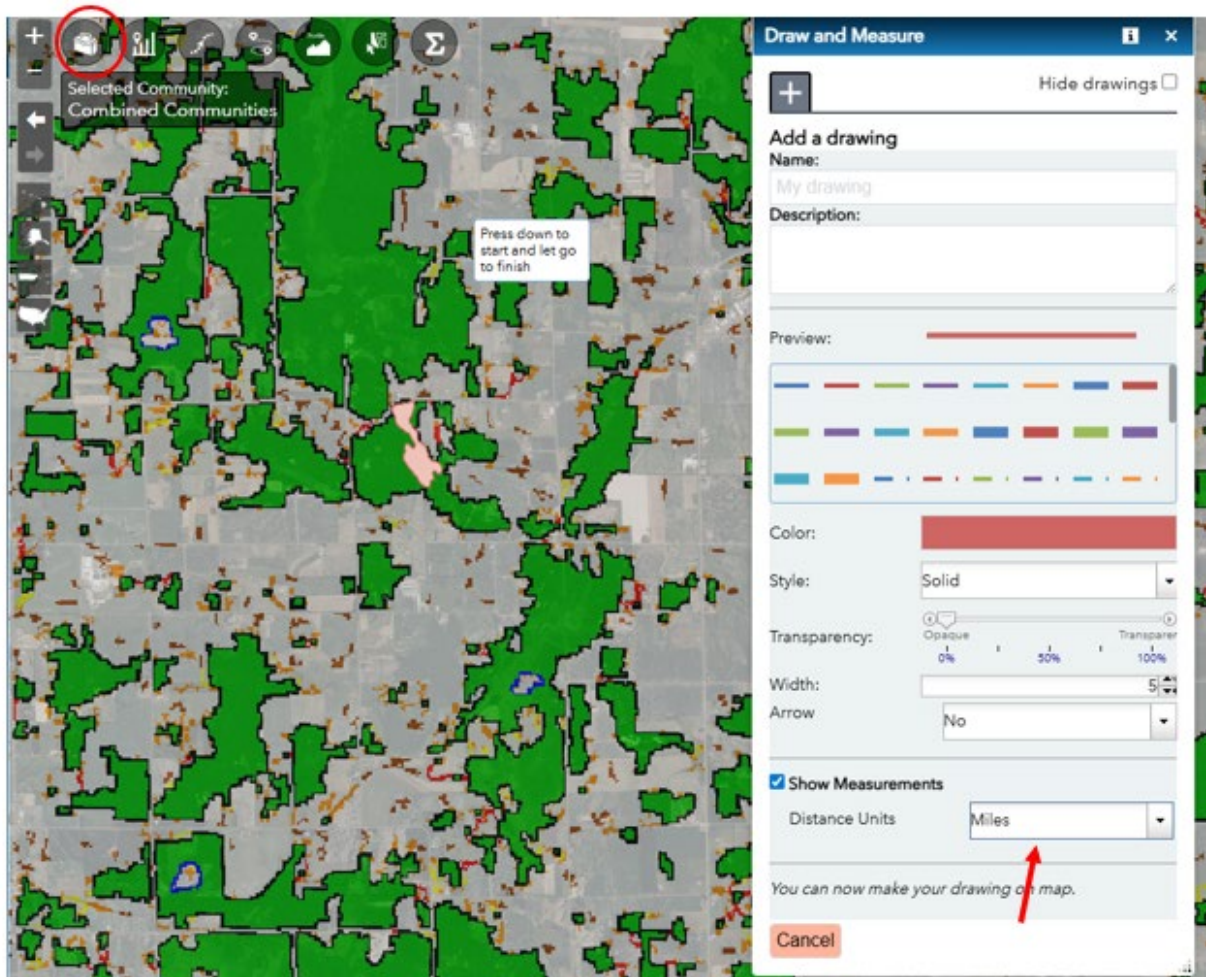 Selected Community:
Combined Communities
Press down to
start and let go
to finish
Draw and Measure
Hide drawings
Add a drawing
Name:
My drawing
Description:
Preview:
Color:
Style:
Solid
Transparency:
Opaque
Transparen
0%
50%
100%
Width:
5
Arrow
No
Show Measurements
Distance Units
Miles
You can now make your drawing on map.
Cancel